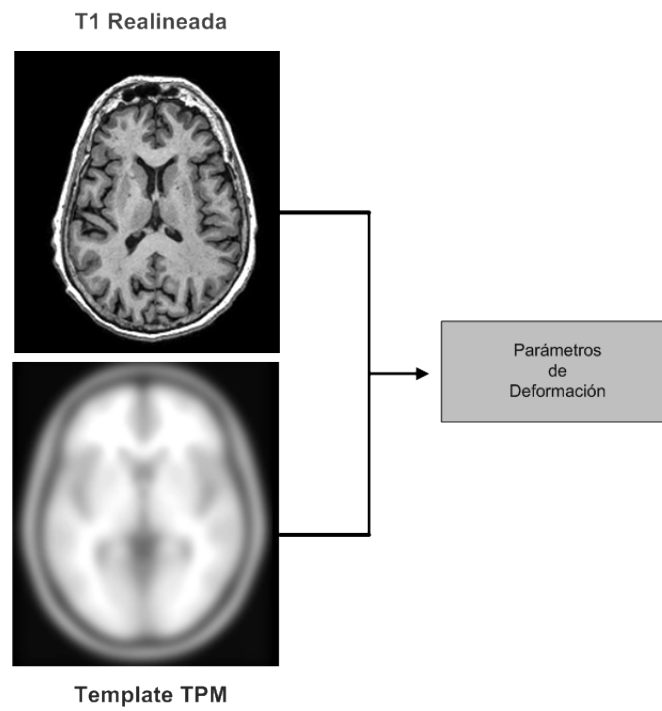 T1 Realineada
Parámetros
de
Deformación
Template TPM